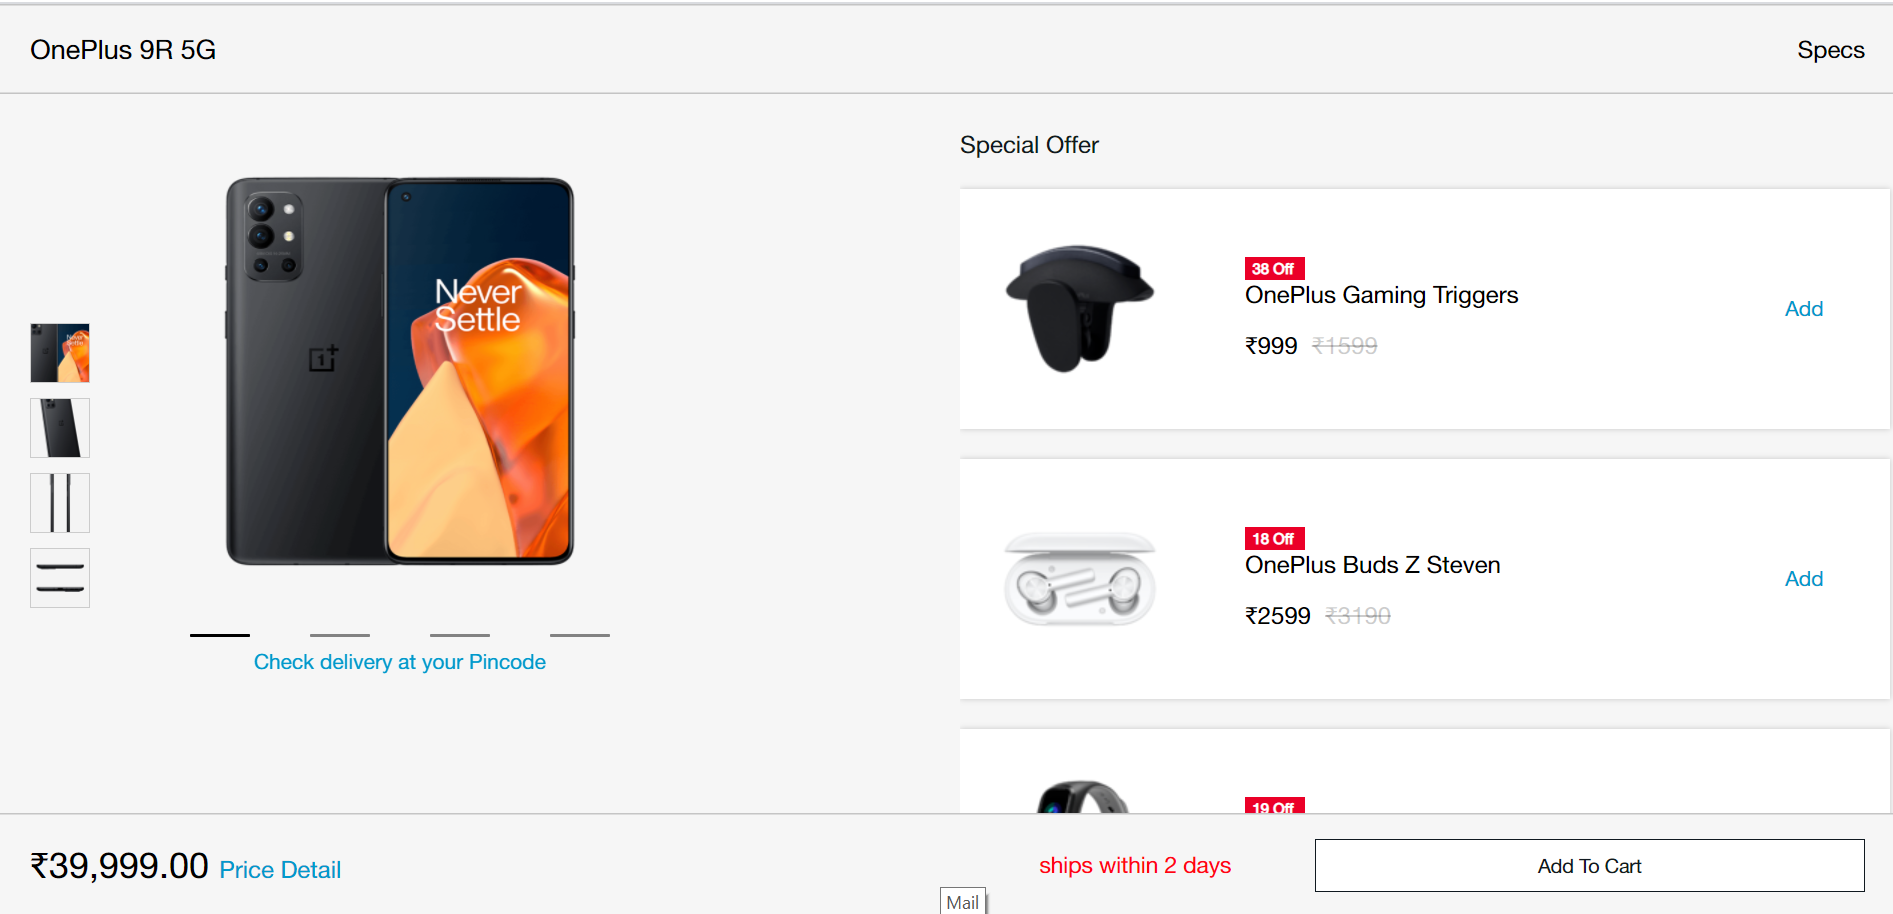 OnePlus 9R 5G
Specs
Never
Settle
Check delivery at your Pincode
Special Offer
38 Off
OnePlus Gaming Triggers
₹999 ₹1599
Add
18 Off
OnePlus Buds Z Steven
₹2599 ₹3190
Add
19 Off
₹39,999.00 Price Detail
ships within 2 days
Add To Cart
Mail